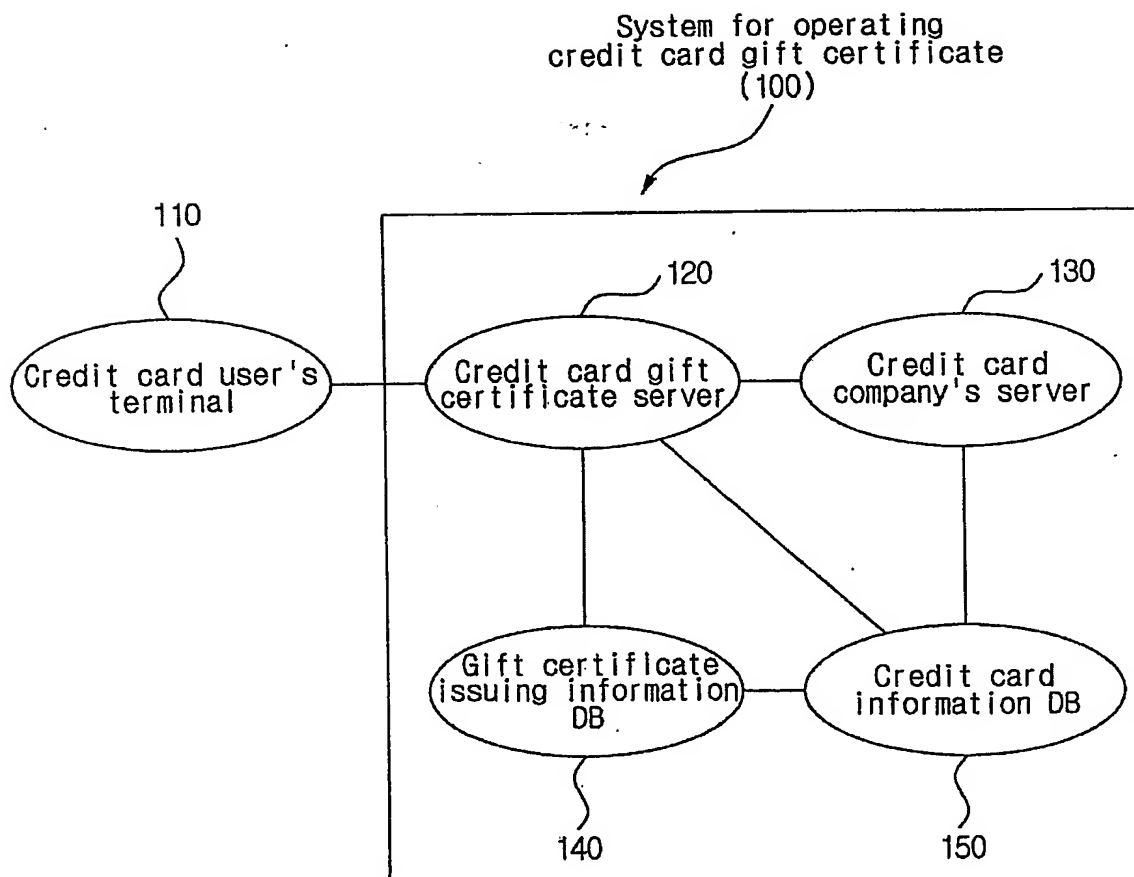 System for operating
credit card gift certificate
(100)
110
120
130
Credit card user's
terminal
Credit card gift
certificate server
Credit card
company's server
Gift certificate
issuing information
DB
Credit card
information DB
140
150